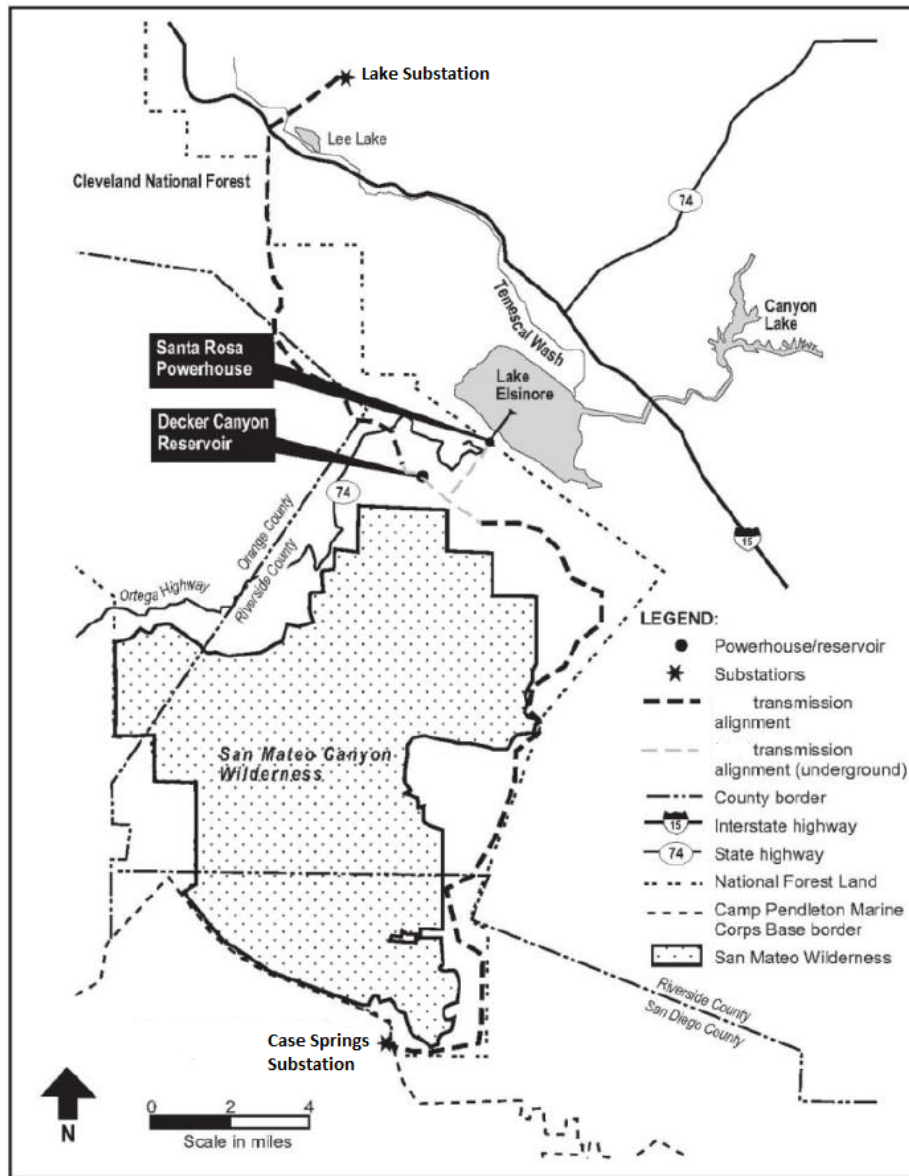 Lake Substation
Lee Lake
Cleveland National Forest
74
Canyon
Lake
Temescal Wash
Santa Rosa
Powerhouse
Lake
Elsinore
Decker Canyon
Reservoir
74
Orange County
Riverside County
15
Ortega Highway
LEGEND:
Powerhouse/reservoir
Substations
transmission
alignment
transmission
alignment (underground)
County border
15
Interstate highway
74
State highway
National Forest Land
Camp Pendleton Marine
Corps Base border
San Mateo Wilderness
San Mateo Canyon
Wilderness
Riverside County
San Diego County
Case Springs
Substation
N
0 2 4
Scale in miles